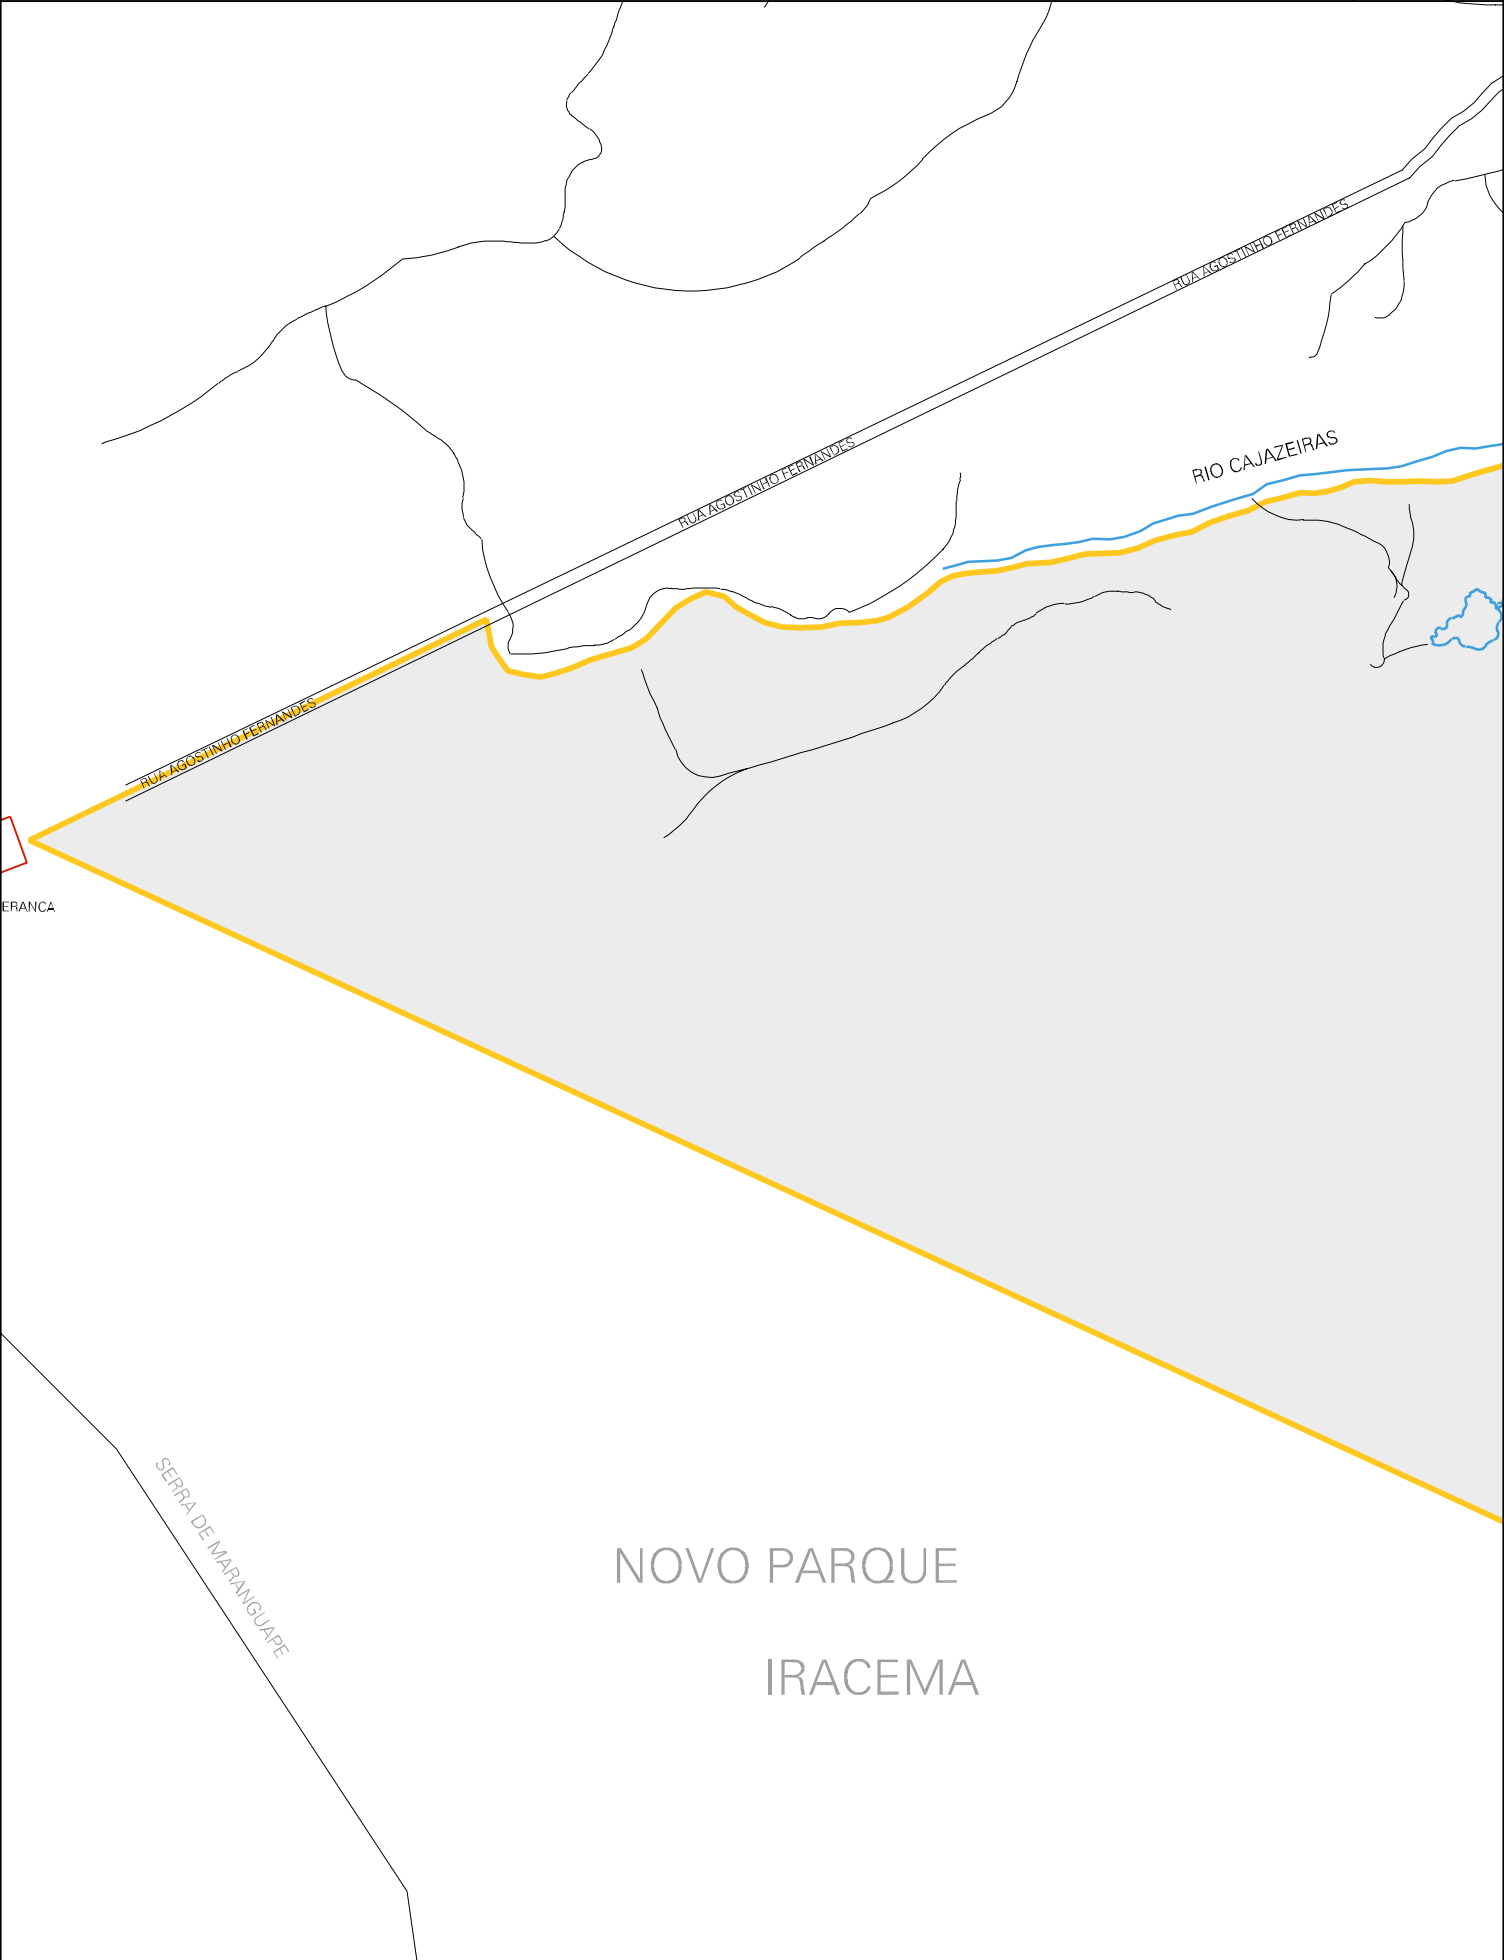 RUA AGOSTINHO FERNANDES
RIO CAJAZEIRAS
RUA AGOSTINHO FERNANDES
RUA AGOSTINHO FERNANDES
ERANCA
SERRA DE MARANGUAPE
NOVO PARQUE
IRACEMA